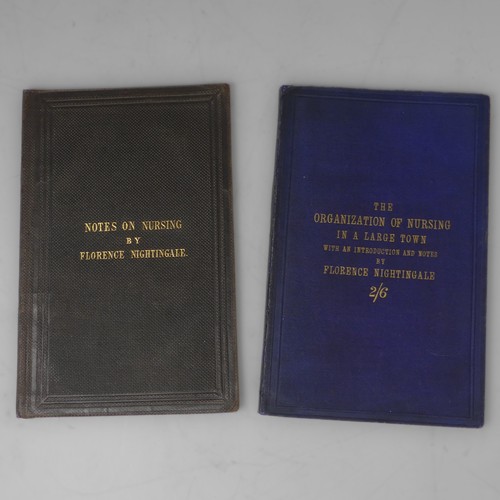 NOTES ON NURSING
BY
FLORENCE NIGHTINGALE.
THE
ORGANIZATION OF NURSING
IN A LARGE TOWN
WITH AN INTRODUCTION AND NOTES
BY
FLORENCE NIGHTINGALE
2/6